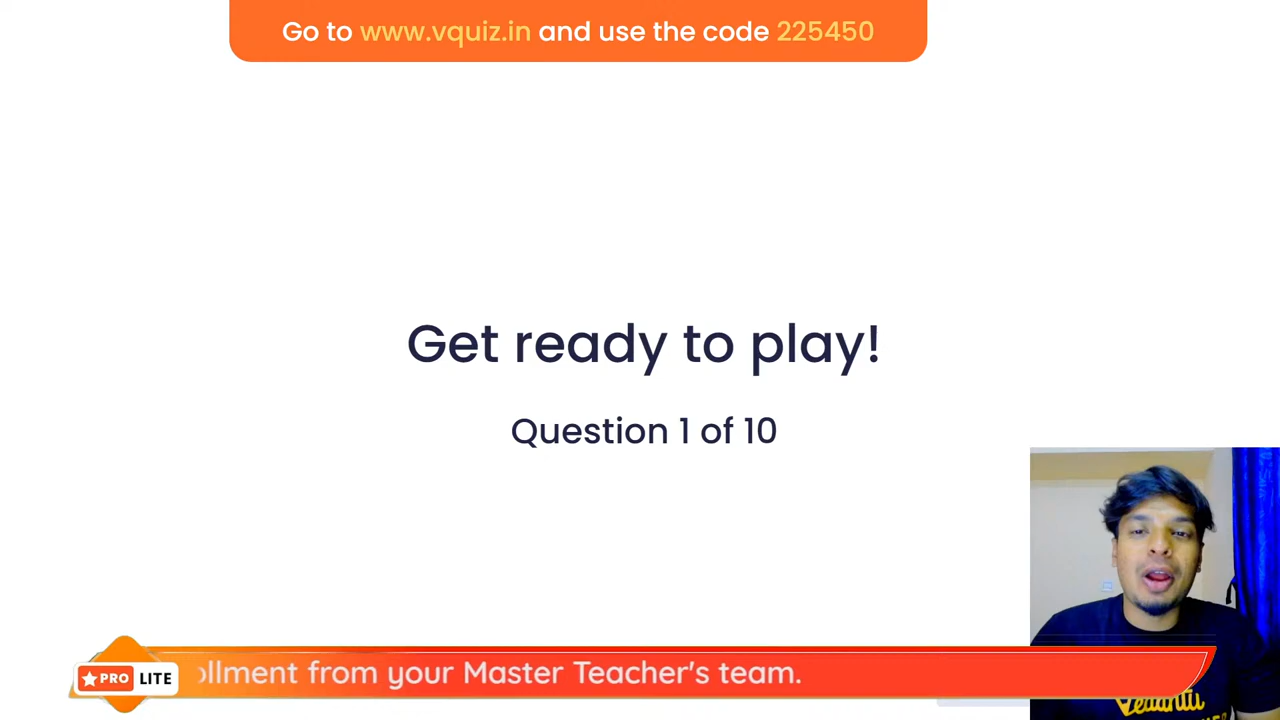 Go to www.vquiz.in and use the code 225450
Get ready to play!
Question 1 of 10
from your Master Teacher's team.
PRO LITE